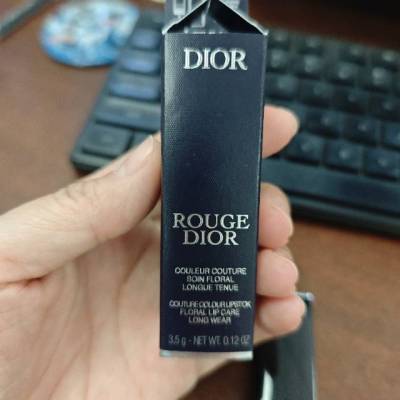 DIOR
ROUGE
DIOR
COULEUR COUTURE
SOIN FLORAL
LONGUE TENUE
COUTURE COLOUR LIPSTICK
FLORAL LIP CARE
LONG WEAR
3.5 g - NET WT. 0.12 OZ